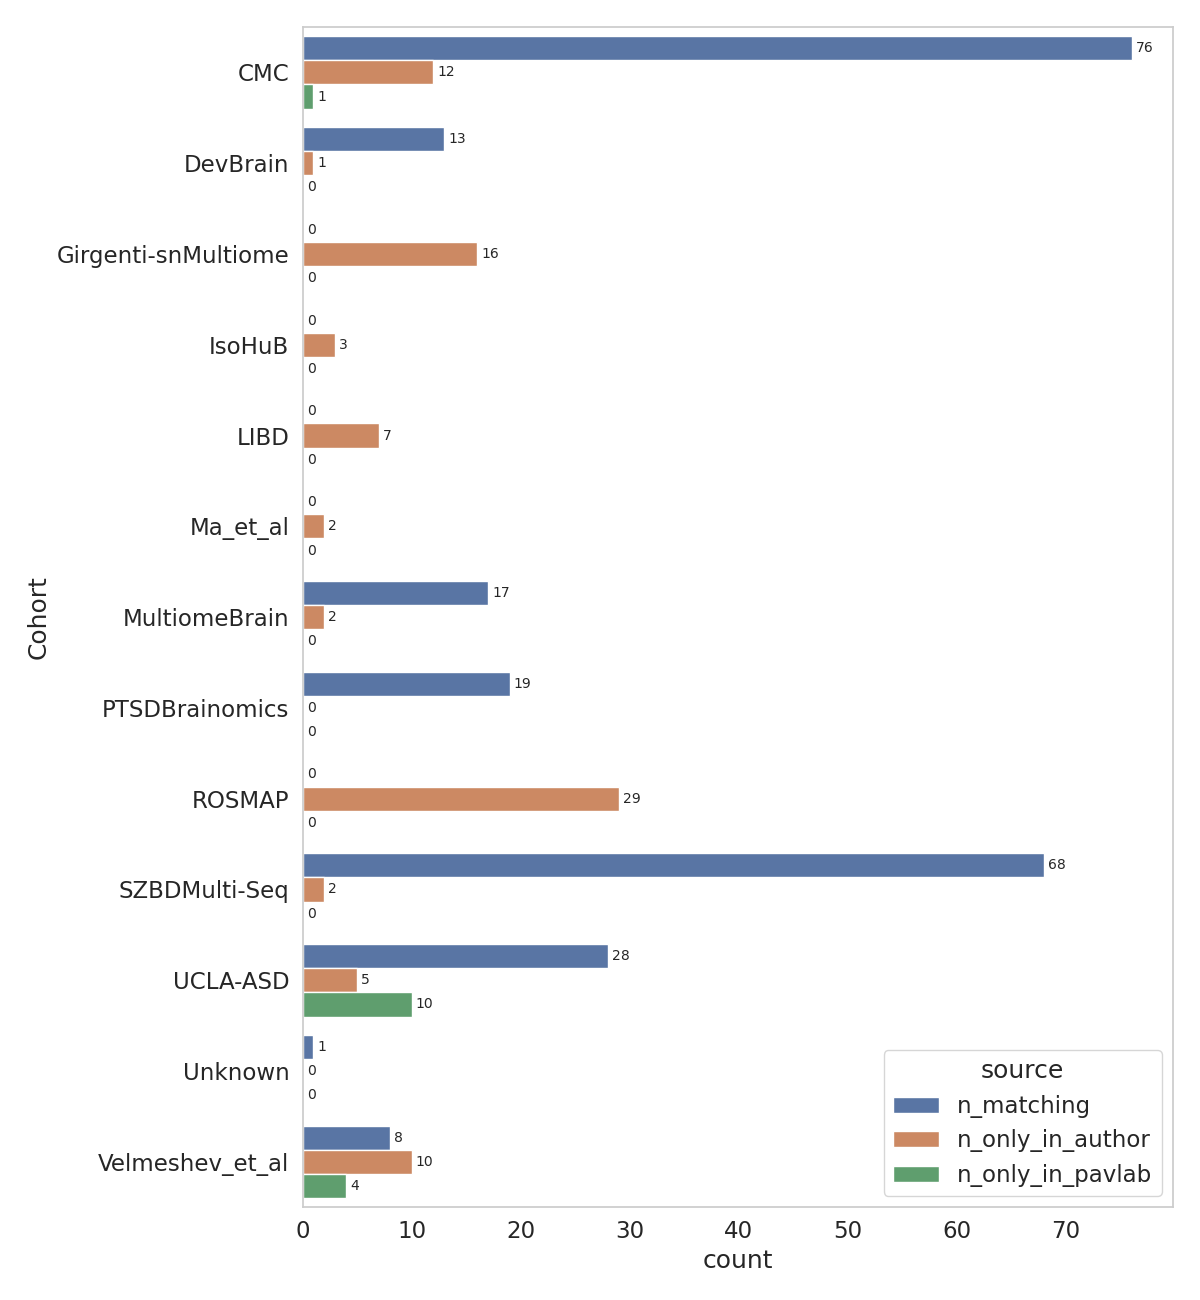 CMC
76
12
1
DevBrain
13
1
0
Girgenti-snMultiome
0
16
0
IsoHuB
0
3
0
LIBD
0
7
0
Ma_et_al
0
2
0
MultiomeBrain
17
2
0
PTSDBrainomics
19
0
0
ROSMAP
0
29
0
SZBDMulti-Seq
68
2
0
UCLA-ASD
28
5
10
Unknown
1
0
0
Velmeshev_et_al
8
10
4
Cohort
source
n_matching
n_only_in_author
n_only_in_pavlab
0 10 20 30 40 50 60 70
count